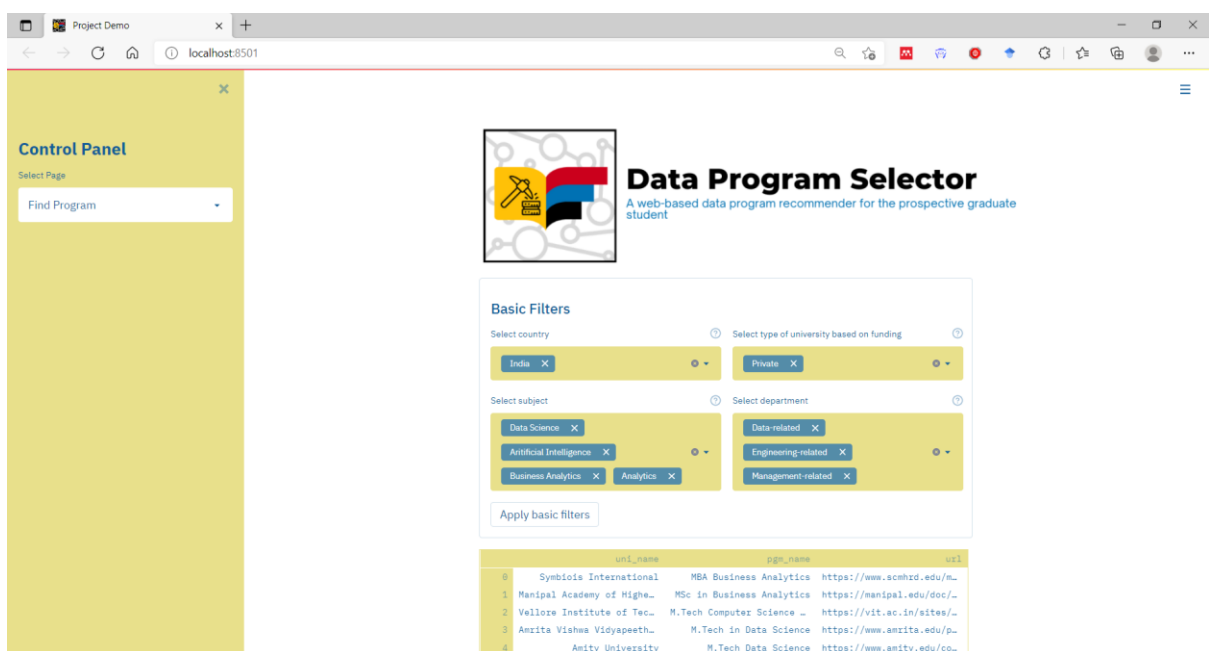 Project Demo
localhost:8501
Control Panel
Select Page
Find Program
Data Program Selector
A web-based data program recommender for the prospective graduate
student
Basic Filters
Select country
Select type of university based on funding
India
Private
Select subject
Select department
Data Science
Data-related
Aritificial Intelligence
Engineering-related
Business Analytics Analytics
Management-related
Apply basic filters
uni_name pgm_name url
0 Symbiois International MBA Business Analytics https://www.scmhrd.edu/m…
1 Manipal Academy of Highe… MSc in Business Analytics https://manipal.edu/doc/…
2 Vellore Institute of Tec… M.Tech Computer Science … https://vit.ac.in/sites/…
3 Amrita Vishwa Vidyapeeth… M.Tech in Data Science https://www.amrita.edu/p…
4 Amity University M.Tech Data Science https://www.amity.edu/co…